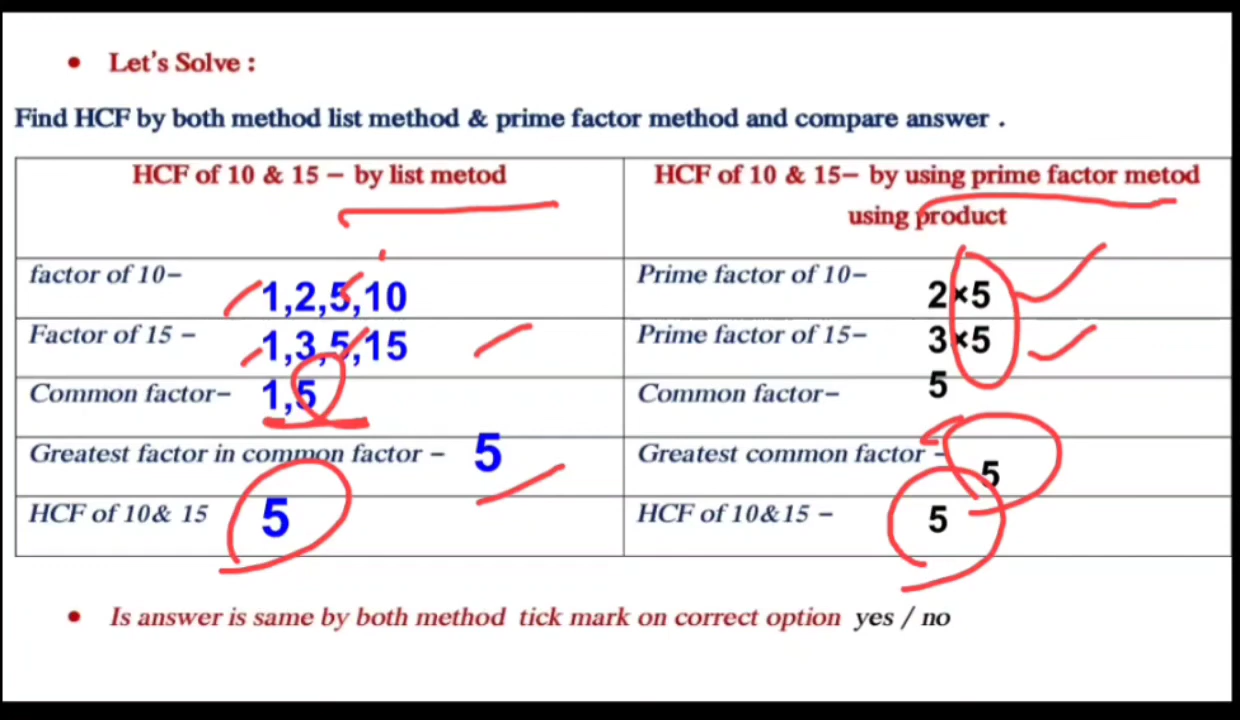 • Let's Solve :
Find HCF by both method list method & prime factor method and compare answer .
HCF of 10 & 15 – by list metod
HCF of 10 & 15– by using prime factor metod
using product
factor of 10–
1,2,5,10
Prime factor of 10–
2×5
Factor of 15 –
1,3,5,15
Prime factor of 15–
3×5
Common factor–
1,5
Common factor–
5
Greatest factor in common factor –
5
Greatest common factor –
5
HCF of 10& 15
5
HCF of 10&15 –
5
• Is answer is same by both method tick mark on correct option yes / no